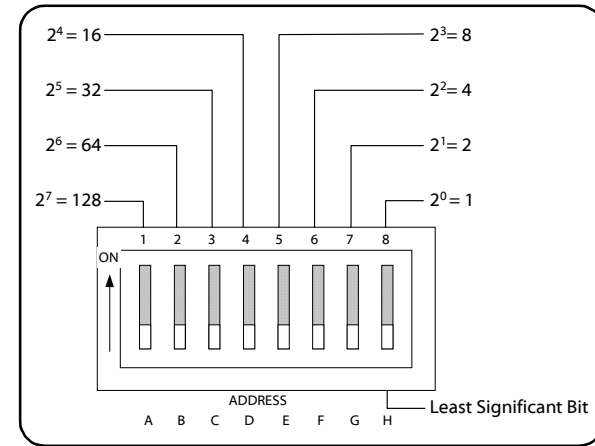 2⁴ = 16
2³= 8
2⁵ = 32
2² = 4
2⁶ = 64
2¹= 2
2⁷ = 128
2⁰ = 1
1 2 3 4 5 6 7 8
ON
ADDRESS
Least Significant Bit
A B C D E F G H